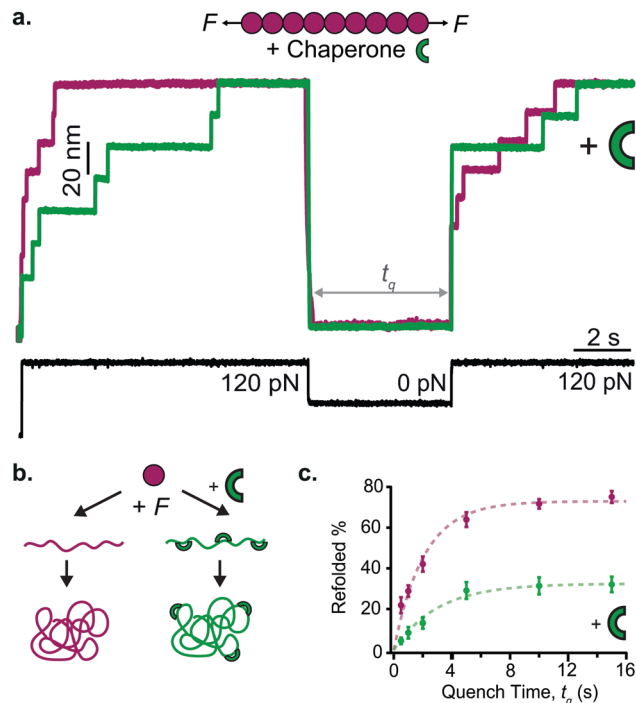 a.
F F
+ Chaperone
20 nm
+
t_q
2 s
120 pN 0 pN 120 pN
b.
+
+ F
c.
80
60
40
20
0
Refolded %
+
0 4 8 12 16
Quench Time, t_q (s)